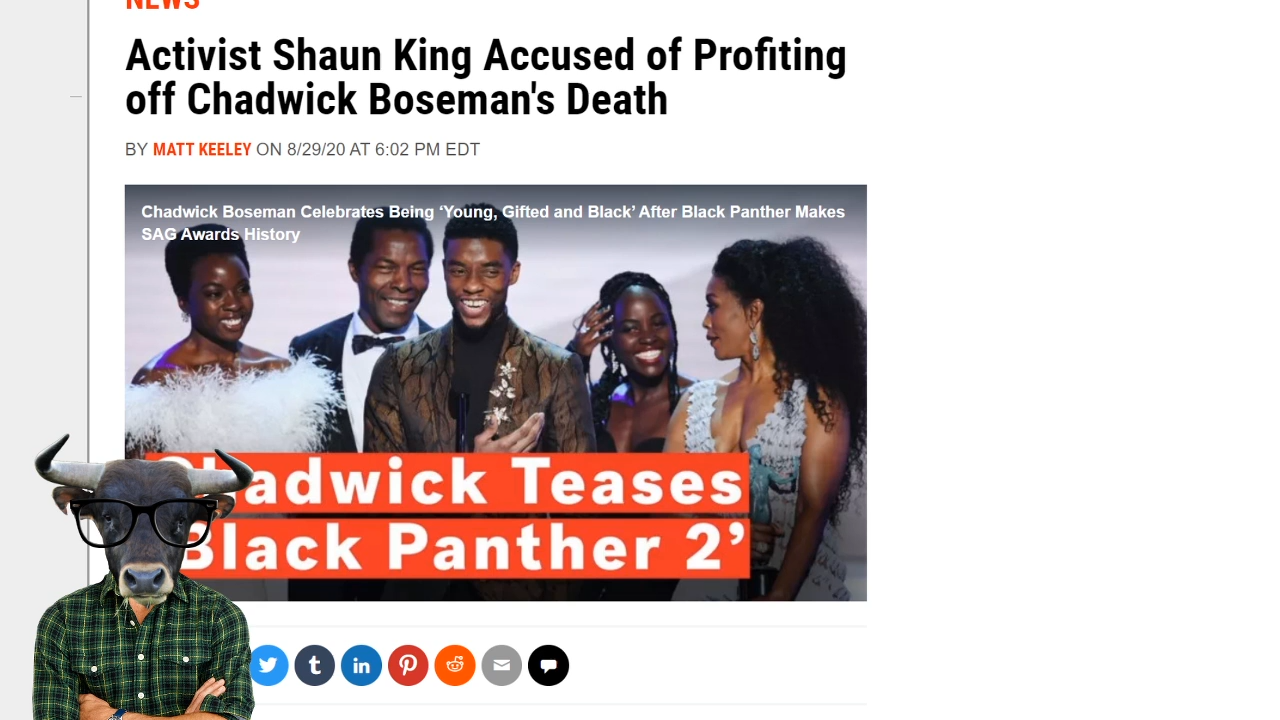 NEWS
Activist Shaun King Accused of Profiting
off Chadwick Boseman's Death
BY MATT KEELEY ON 8/29/20 AT 6:02 PM EDT
Chadwick Boseman Celebrates Being ‘Young, Gifted and Black’ After Black Panther Makes
SAG Awards History
Chadwick Teases
Black Panther 2’